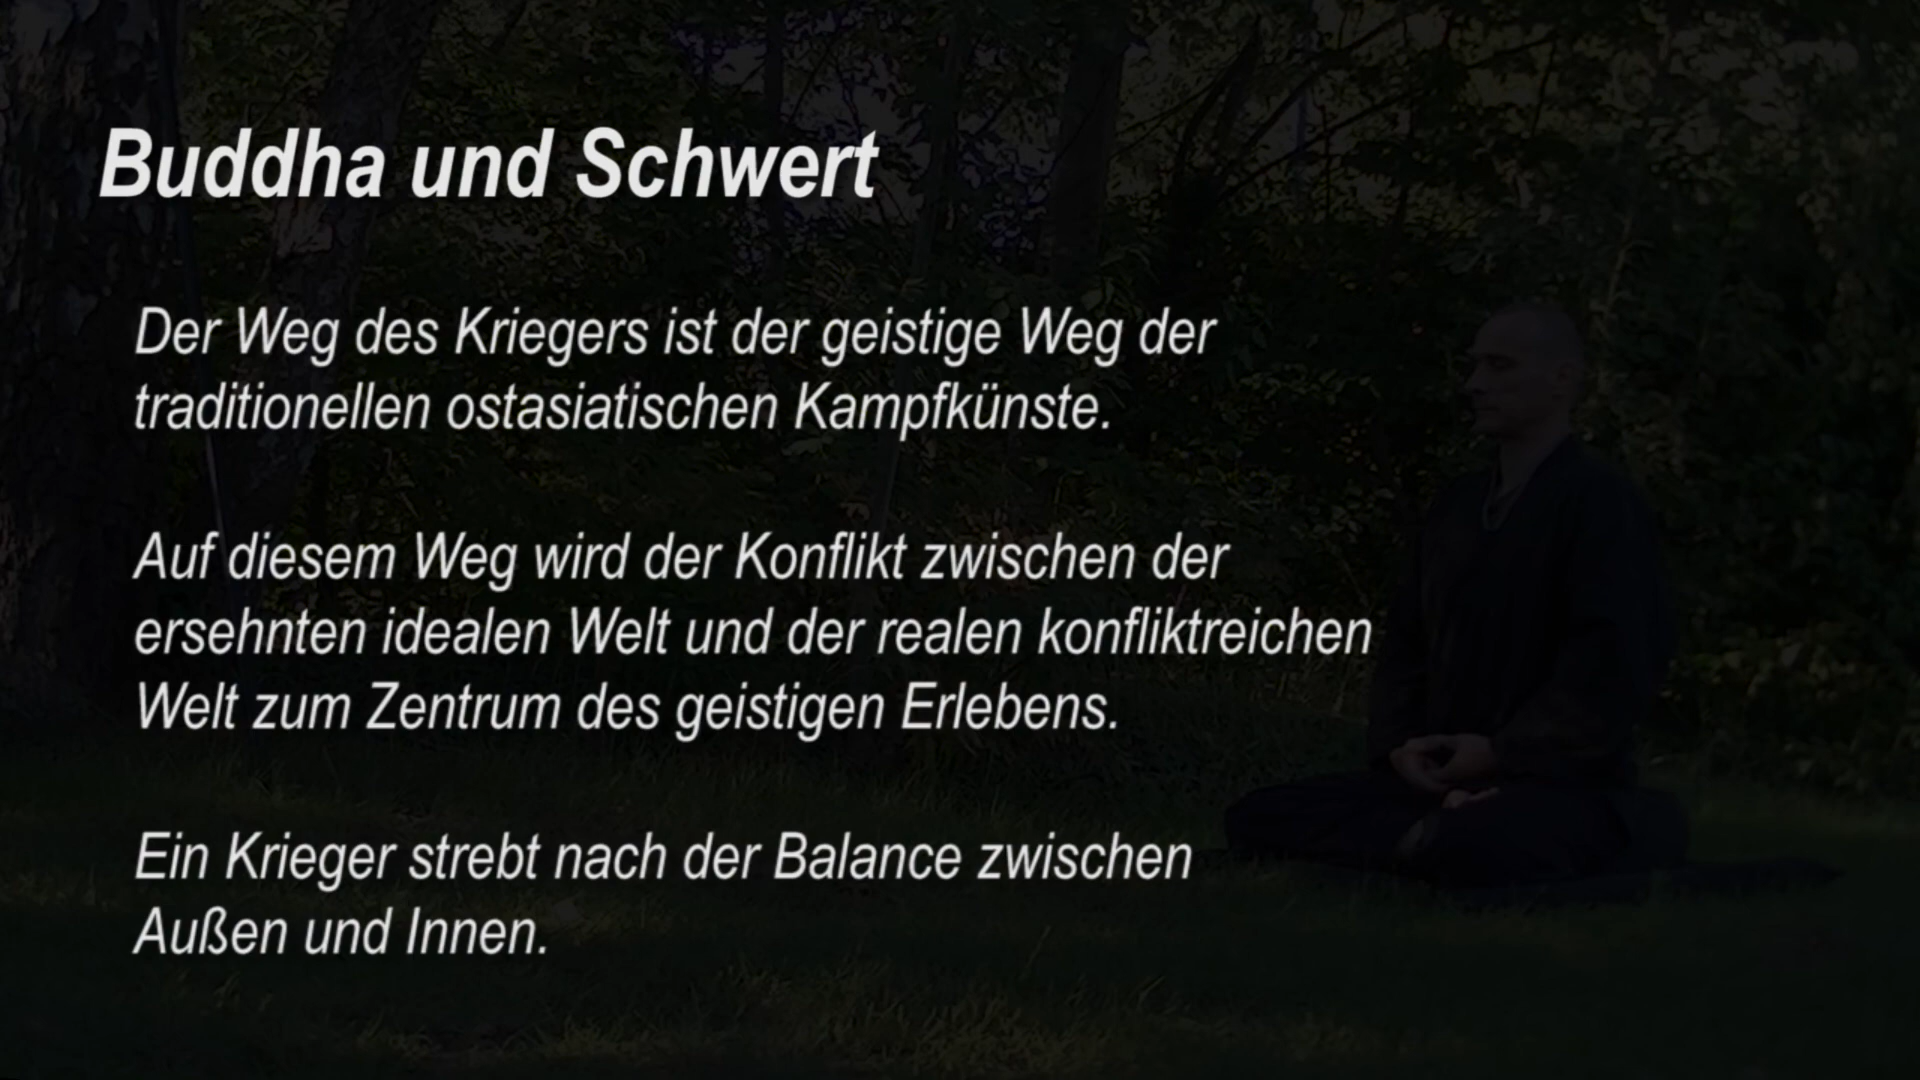 Buddha und Schwert
Der Weg des Kriegers ist der geistige Weg der
traditionellen ostasiatischen Kampfkünste.
Auf diesem Weg wird der Konflikt zwischen der
ersehnten idealen Welt und der realen konfliktreichen
Welt zum Zentrum des geistigen Erlebens.
Ein Krieger strebt nach der Balance zwischen
Außen und Innen.